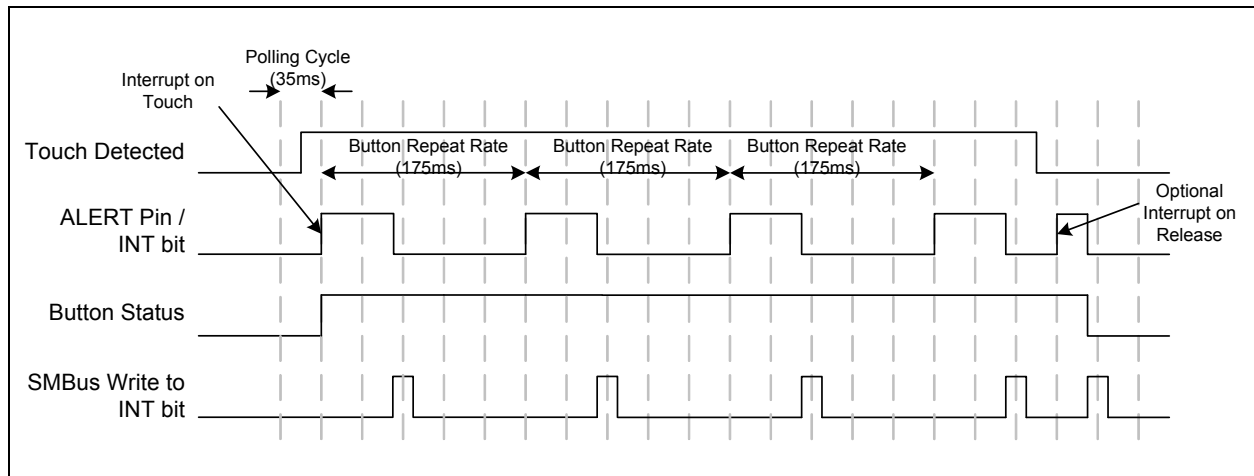 Polling Cycle
(35ms)
Interrupt on
Touch
Touch Detected
Button Repeat Rate
(175ms)
Button Repeat Rate
(175ms)
Button Repeat Rate
(175ms)
ALERT Pin /
INT bit
Optional
Interrupt on
Release
Button Status
SMBus Write to
INT bit